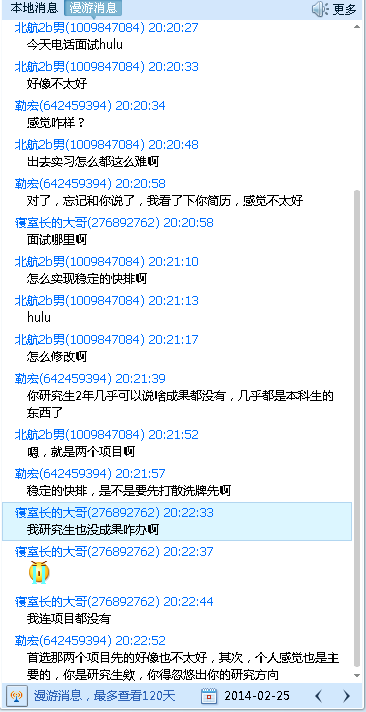 本地消息 漫游消息 更多
北航2b男(1009847084) 20:20:27
今天电话面试hulu
北航2b男(1009847084) 20:20:33
好像不太好
勒宏(642459394) 20:20:34
感觉咋样？
北航2b男(1009847084) 20:20:48
出去实习怎么都这么难啊
勒宏(642459394) 20:20:58
对了，忘记和你说了，我看了下你简历，感觉不太好
寝室长的大哥(276892762) 20:20:58
面试哪里啊
北航2b男(1009847084) 20:21:10
怎么实现稳定的快排啊
北航2b男(1009847084) 20:21:13
hulu
北航2b男(1009847084) 20:21:17
怎么修改啊
勒宏(642459394) 20:21:39
你研究生2年几乎可以说啥成果都没有，几乎都是本科生的
东西了
北航2b男(1009847084) 20:21:52
嗯，就是两个项目啊
勒宏(642459394) 20:21:57
稳定的快排，是不是要先打散洗牌先啊
寝室长的大哥(276892762) 20:22:33
我研究生也没成果咋办啊
寝室长的大哥(276892762) 20:22:37
寝室长的大哥(276892762) 20:22:44
我连项目都没有
勒宏(642459394) 20:22:52
首选那两个项目先的好像也不太好，其次，个人感觉也是主
要的，你是研究生欸，你得忽悠出你的研究方向
漫游消息，最多查看120天 2014-02-25